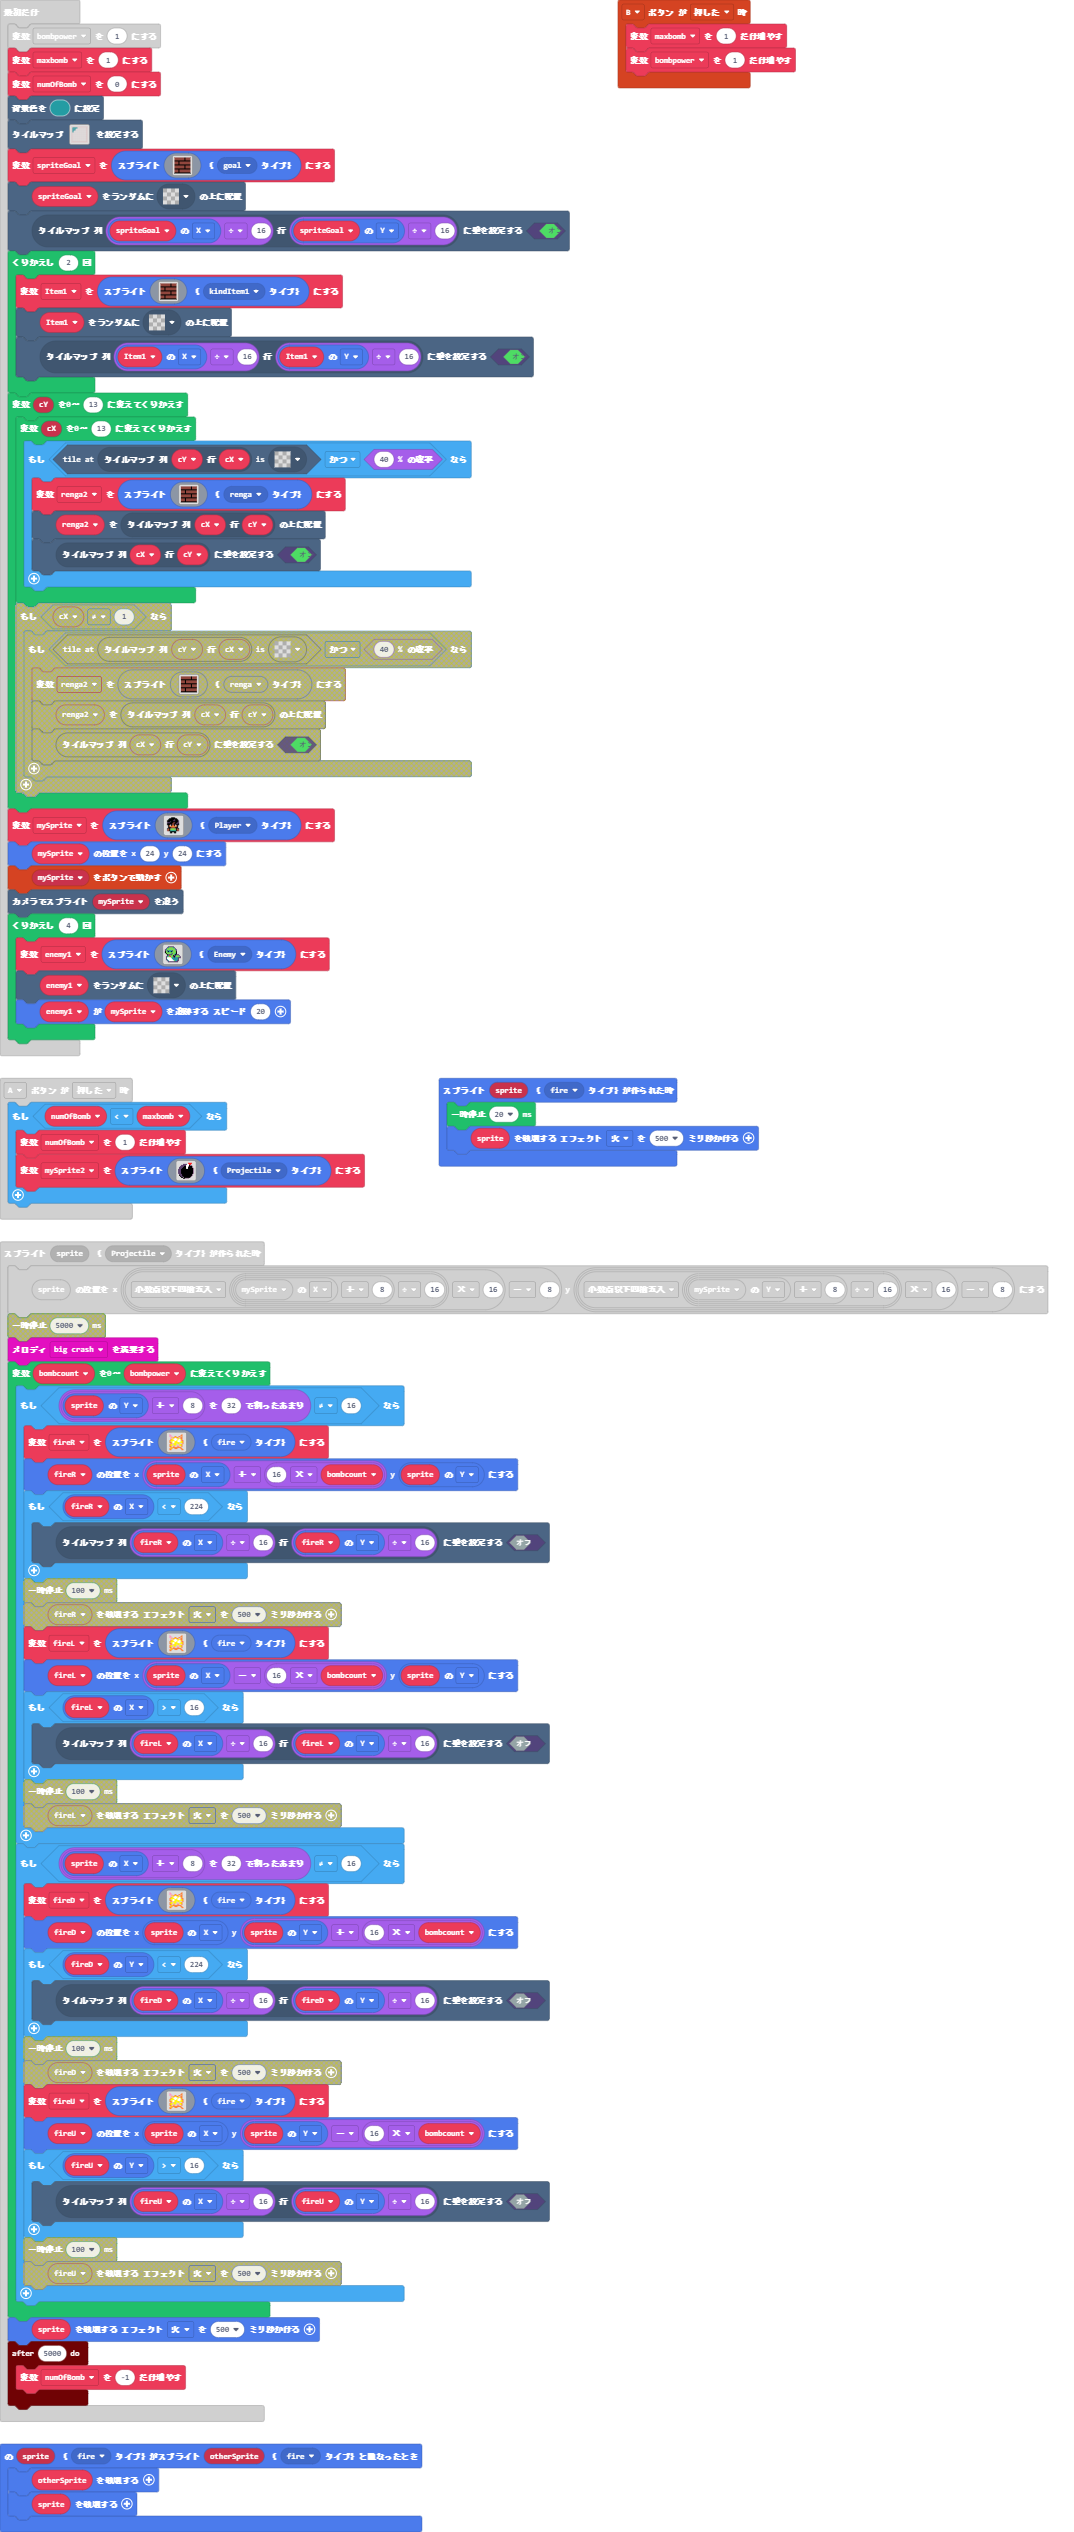 最初だけ
変数 bombpower を 1 にする
変数 maxbomb を 1 にする
変数 numOfBomb を 0 にする
背景色を に設定
タイルマップ を設定する
変数 spriteGoal を スプライト { goal タイプ} にする
spriteGoal をランダムに の上に配置
タイルマップ 列 spriteGoal の X ÷ 16 行 spriteGoal の Y ÷ 16 に壁を設定する オン
くりかえし 2 回
変数 Item1 を スプライト { kindItem1 タイプ} にする
Item1 をランダムに の上に配置
タイルマップ 列 Item1 の X ÷ 16 行 Item1 の Y ÷ 16 に壁を設定する オン
変数 cY を0〜 13 に変えてくりかえす
変数 cX を0〜 13 に変えてくりかえす
もし tile at タイルマップ 列 cY 行 cX is かつ 40 % の確率 なら
変数 renga2 を スプライト { renga タイプ} にする
renga2 を タイルマップ 列 cX 行 cY の上に配置
タイルマップ 列 cX 行 cY に壁を設定する オン
もし cX ≠ 1 なら
もし tile at タイルマップ 列 cY 行 cX is かつ 40 % の確率 なら
変数 renga2 を スプライト { renga タイプ} にする
renga2 を タイルマップ 列 cX 行 cY の上に配置
タイルマップ 列 cX 行 cY に壁を設定する オン
変数 mySprite を スプライト { Player タイプ} にする
mySprite の位置を x 24 y 24 にする
mySprite をボタンで動かす
カメラでスプライト mySprite を追う
くりかえし 4 回
変数 enemy1 を スプライト { Enemy タイプ} にする
enemy1 をランダムに の上に配置
enemy1 が mySprite を追跡する スピード 20
B ボタン が 押した 時
変数 maxbomb を 1 だけ増やす
変数 bombpower を 1 だけ増やす
A ボタン が 押した 時
もし numOfBomb < maxbomb なら
変数 numOfBomb を 1 だけ増やす
変数 mySprite2 を スプライト { Projectile タイプ} にする
スプライト sprite { fire タイプ} が作られた時
一時停止 20 ms
sprite を破壊する エフェクト 火 を 500 ミリ秒かける
スプライト sprite { Projectile タイプ} が作られた時
sprite の位置を x 小数点以下四捨五入 mySprite の X + 8 ÷ 16 × 16 − 8 y 小数点以下四捨五入 mySprite の Y + 8 ÷ 16 × 16 − 8 にする
一時停止 5000 ms
メロディ big crash を演奏する
変数 bombcount を0〜 bombpower に変えてくりかえす
もし sprite の Y + 8 を 32 で割ったあまり ≠ 16 なら
変数 fireR を スプライト { fire タイプ} にする
fireR の位置を x sprite の X + 16 × bombcount y sprite の Y にする
もし fireR の X < 224 なら
タイルマップ 列 fireR の X ÷ 16 行 fireR の Y ÷ 16 に壁を設定する オフ
一時停止 100 ms
fireR を破壊する エフェクト 火 を 500 ミリ秒かける
変数 fireL を スプライト { fire タイプ} にする
fireL の位置を x sprite の X − 16 × bombcount y sprite の Y にする
もし fireL の X > 16 なら
タイルマップ 列 fireL の X ÷ 16 行 fireL の Y ÷ 16 に壁を設定する オフ
一時停止 100 ms
fireL を破壊する エフェクト 火 を 500 ミリ秒かける
もし sprite の X + 8 を 32 で割ったあまり ≠ 16 なら
変数 fireD を スプライト { fire タイプ} にする
fireD の位置を x sprite の X y sprite の Y + 16 × bombcount にする
もし fireD の Y < 224 なら
タイルマップ 列 fireD の X ÷ 16 行 fireD の Y ÷ 16 に壁を設定する オフ
一時停止 100 ms
fireD を破壊する エフェクト 火 を 500 ミリ秒かける
変数 fireU を スプライト { fire タイプ} にする
fireU の位置を x sprite の X y sprite の Y − 16 × bombcount にする
もし fireU の Y > 16 なら
タイルマップ 列 fireU の X ÷ 16 行 fireU の Y ÷ 16 に壁を設定する オフ
一時停止 100 ms
fireU を破壊する エフェクト 火 を 500 ミリ秒かける
sprite を破壊する エフェクト 火 を 500 ミリ秒かける
after 5000 do
変数 numOfBomb を -1 だけ増やす
の sprite { fire タイプ} がスプライト otherSprite { fire タイプ} と重なったとき
otherSprite を破壊する
sprite を破壊する